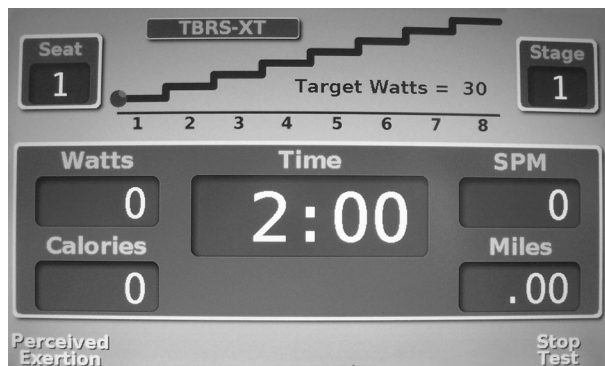 TBRS-XT
Seat
1
Stage
1
Target Watts = 30
1 2 3 4 5 6 7 8
Watts
0
Time
2:00
SPM
0
Calories
0
Miles
.00
Perceived
Exertion
Stop
Test